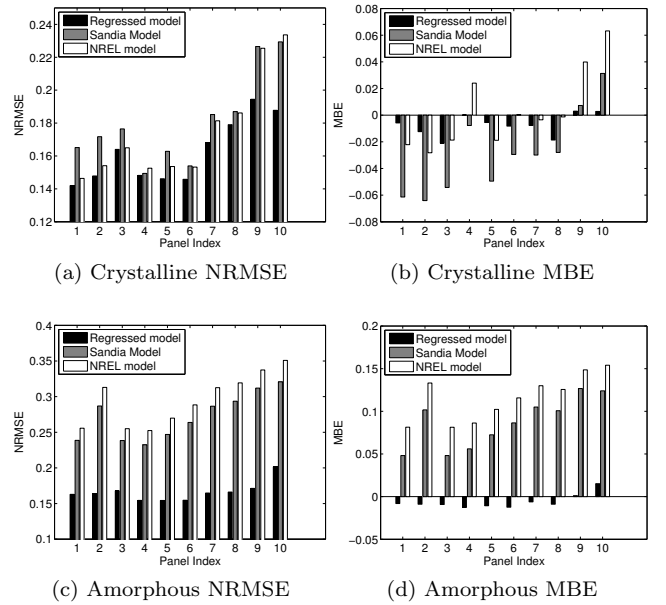 0.24
0.22
0.2
0.18
0.16
0.14
0.12
NRMSE
Regressed model
Sandia Model
NREL model
1 2 3 4 5 6 7 8 9 10
Panel Index
(a) Crystalline NRMSE
0.08
0.06
0.04
0.02
0
−0.02
−0.04
−0.06
−0.08
MBE
Regressed model
Sandia Model
NREL model
1 2 3 4 5 6 7 8 9 10
Panel Index
(b) Crystalline MBE
0.4
0.35
0.3
0.25
0.2
0.15
0.1
NRMSE
Regressed model
Sandia Model
NREL model
1 2 3 4 5 6 7 8 9 10
Panel Index
(c) Amorphous NRMSE
0.2
0.15
0.1
0.05
0
−0.05
MBE
Regressed model
Sandia Model
NREL model
1 2 3 4 5 6 7 8 9 10
Panel Index
(d) Amorphous MBE